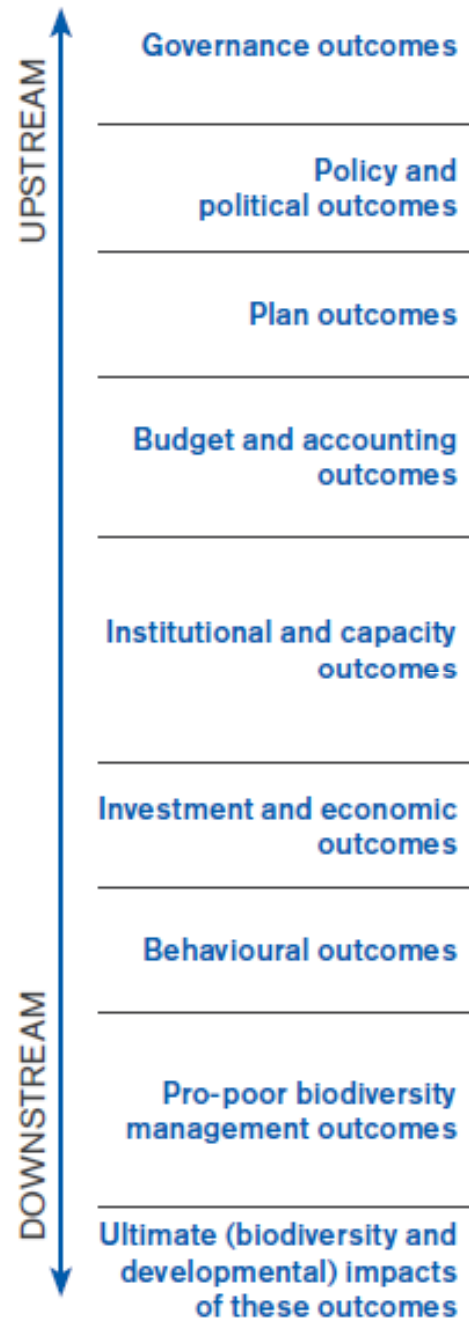 UPSTREAM
Governance outcomes
Policy and
political outcomes
Plan outcomes
Budget and accounting
outcomes
Institutional and capacity
outcomes
Investment and economic
outcomes
Behavioural outcomes
DOWNSTREAM
Pro-poor biodiversity
management outcomes
Ultimate (biodiversity and
developmental) impacts
of these outcomes